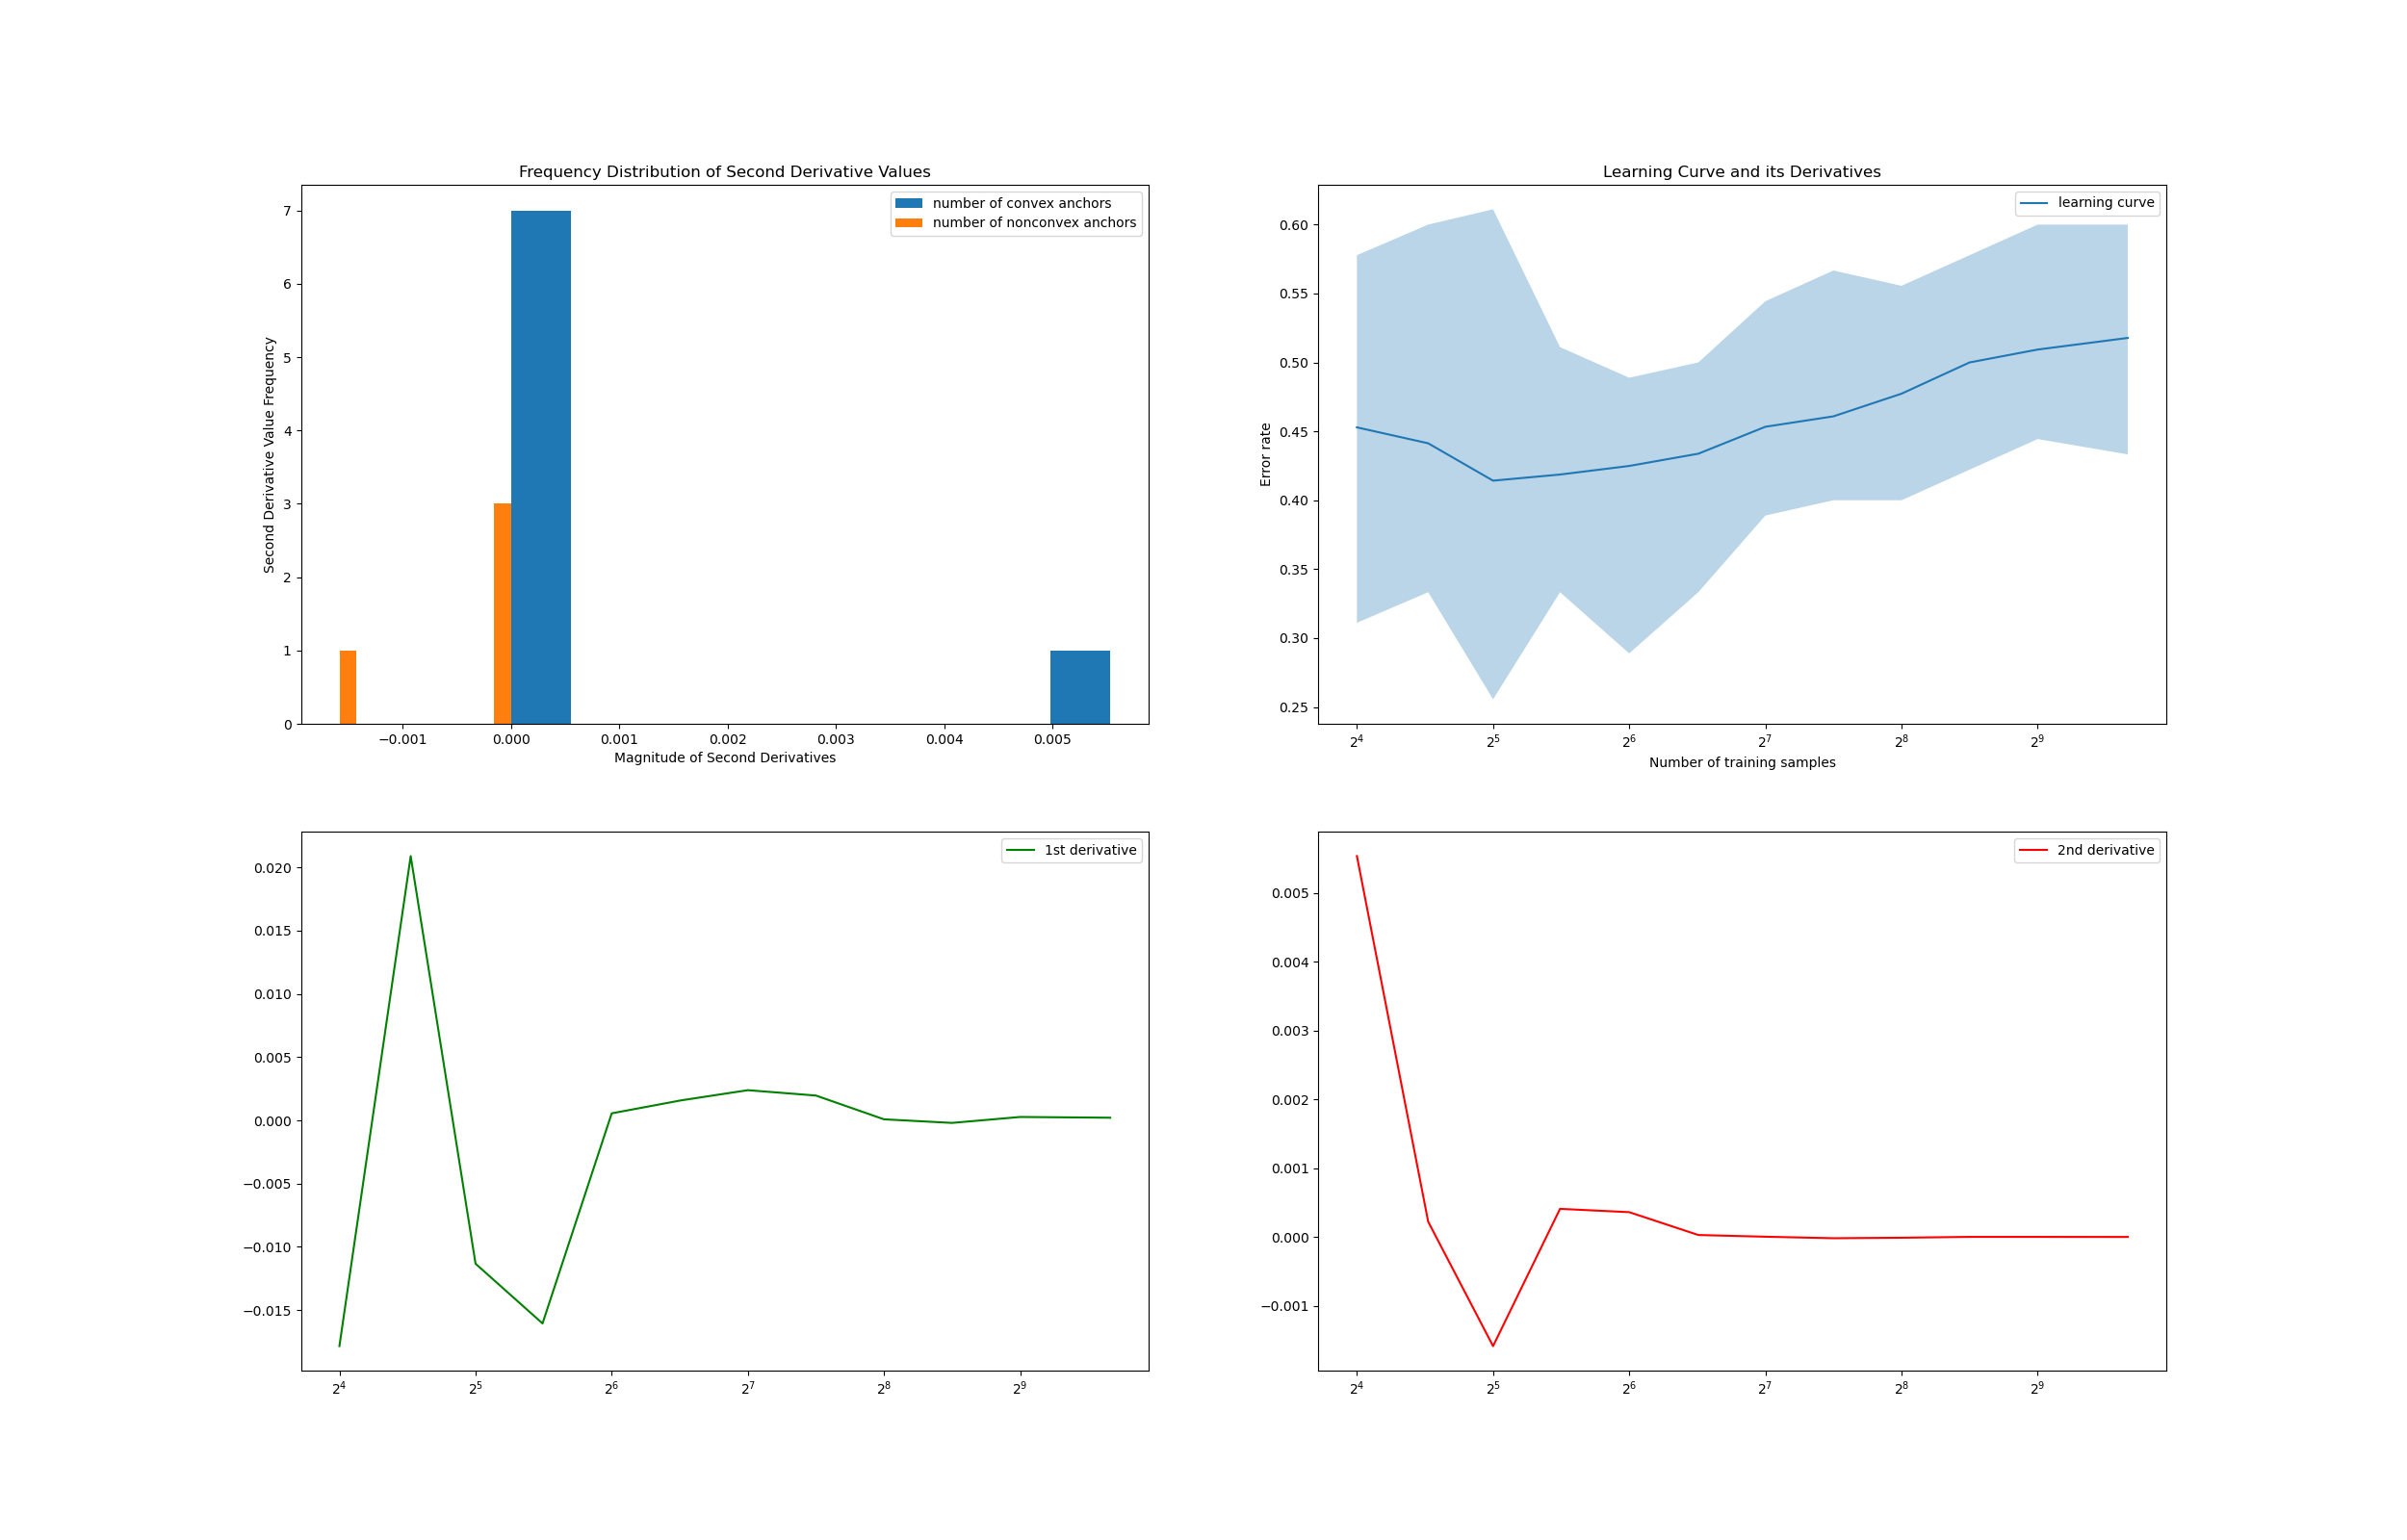 Frequency Distribution of Second Derivative Values
number of convex anchors
number of nonconvex anchors
Second Derivative Value Frequency
7
6
5
4
3
2
1
0
−0.001 0.000 0.001 0.002 0.003 0.004 0.005
Magnitude of Second Derivatives
Learning Curve and its Derivatives
learning curve
Error rate
0.60
0.55
0.50
0.45
0.40
0.35
0.30
0.25
2⁴ 2⁵ 2⁶ 2⁷ 2⁸ 2⁹
Number of training samples
1st derivative
0.020
0.015
0.010
0.005
0.000
−0.005
−0.010
−0.015
2⁴ 2⁵ 2⁶ 2⁷ 2⁸ 2⁹
2nd derivative
0.005
0.004
0.003
0.002
0.001
0.000
−0.001
2⁴ 2⁵ 2⁶ 2⁷ 2⁸ 2⁹